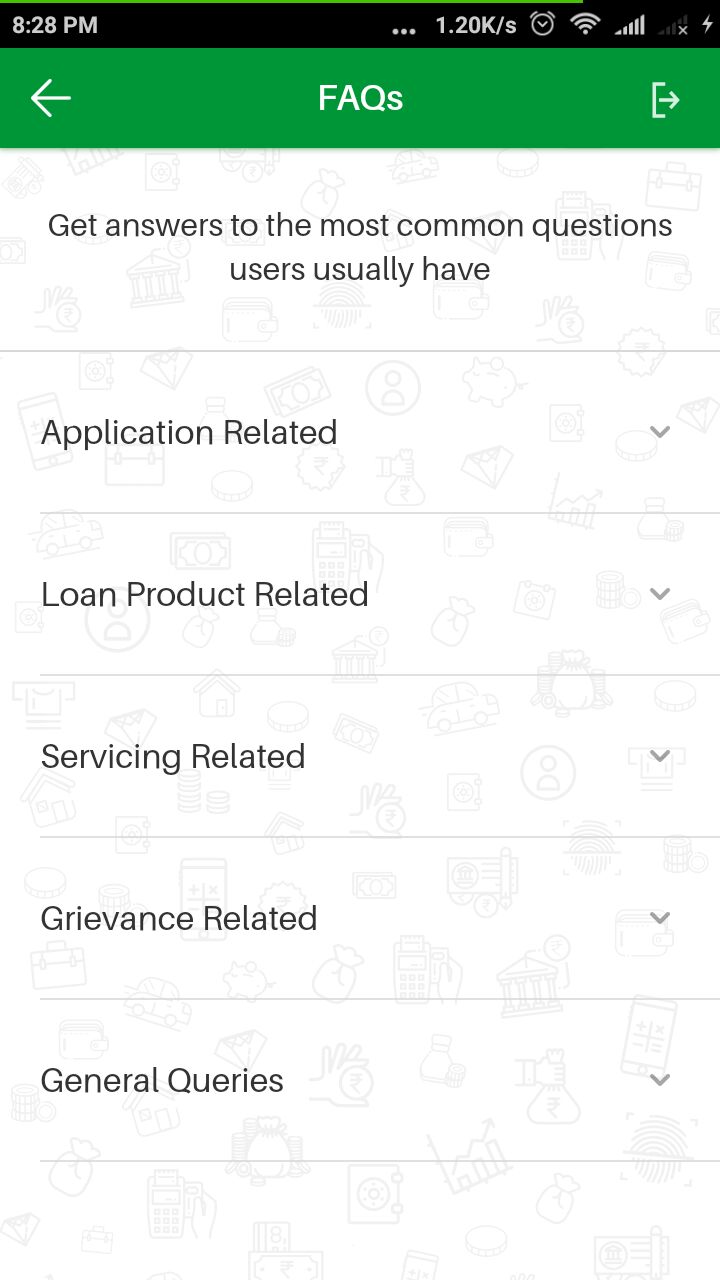 8:28 PM ... 1.20K/s
FAQs
Get answers to the most common questions
users usually have
Application Related
Loan Product Related
Servicing Related
Grievance Related
General Queries